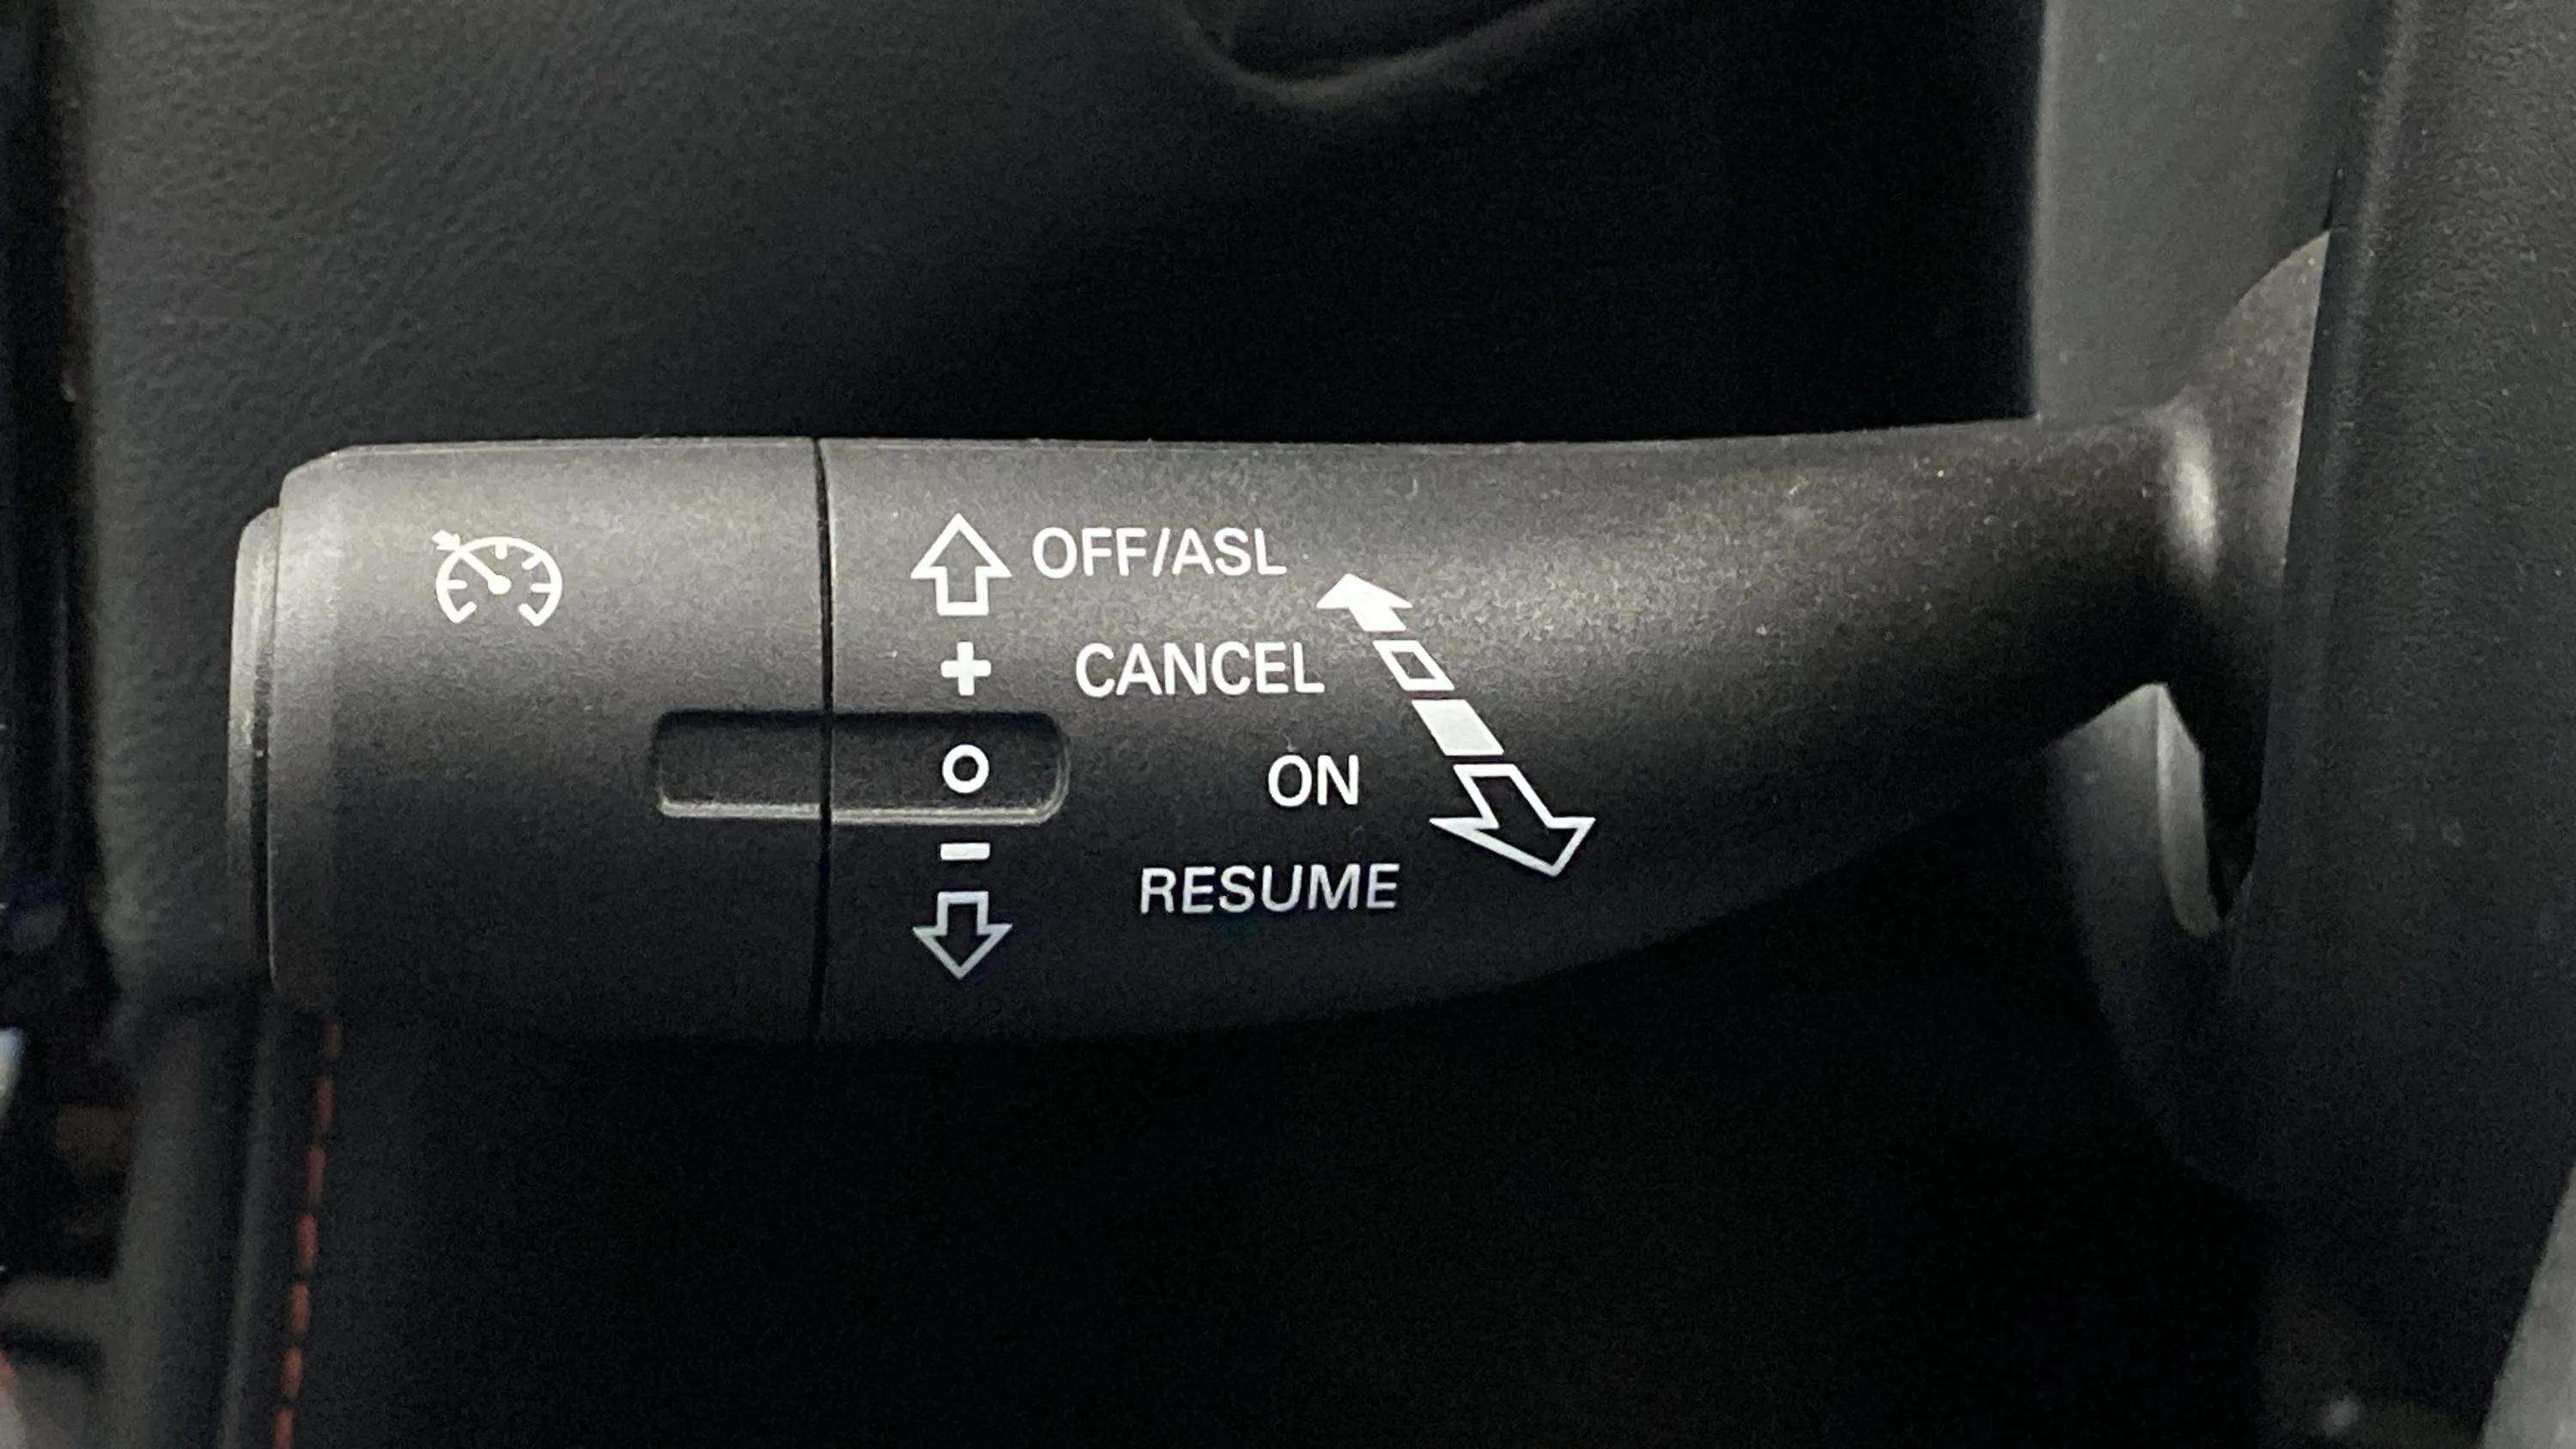 OFF/ASL
+ CANCEL
O ON
-
RESUME